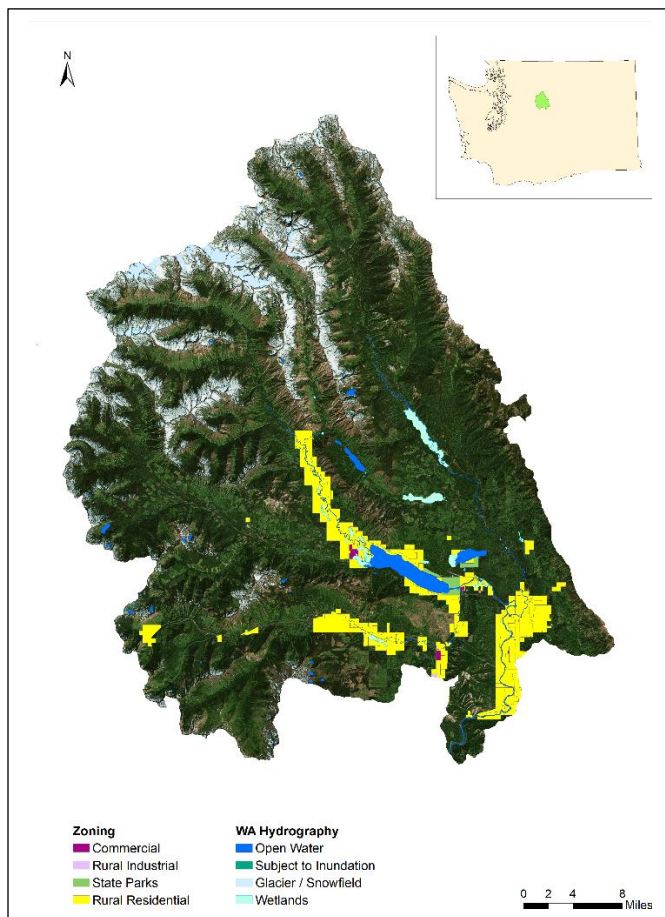 N
Zoning
Commercial
Rural Industrial
State Parks
Rural Residential
WA Hydrography
Open Water
Subject to Inundation
Glacier / Snowfield
Wetlands
0 2 4 8
Miles